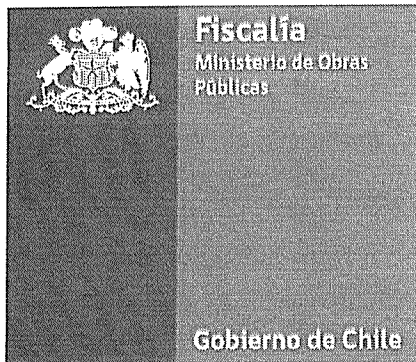 Fiscalía
Ministerio de Obras
Públicas
Gobierno de Chile